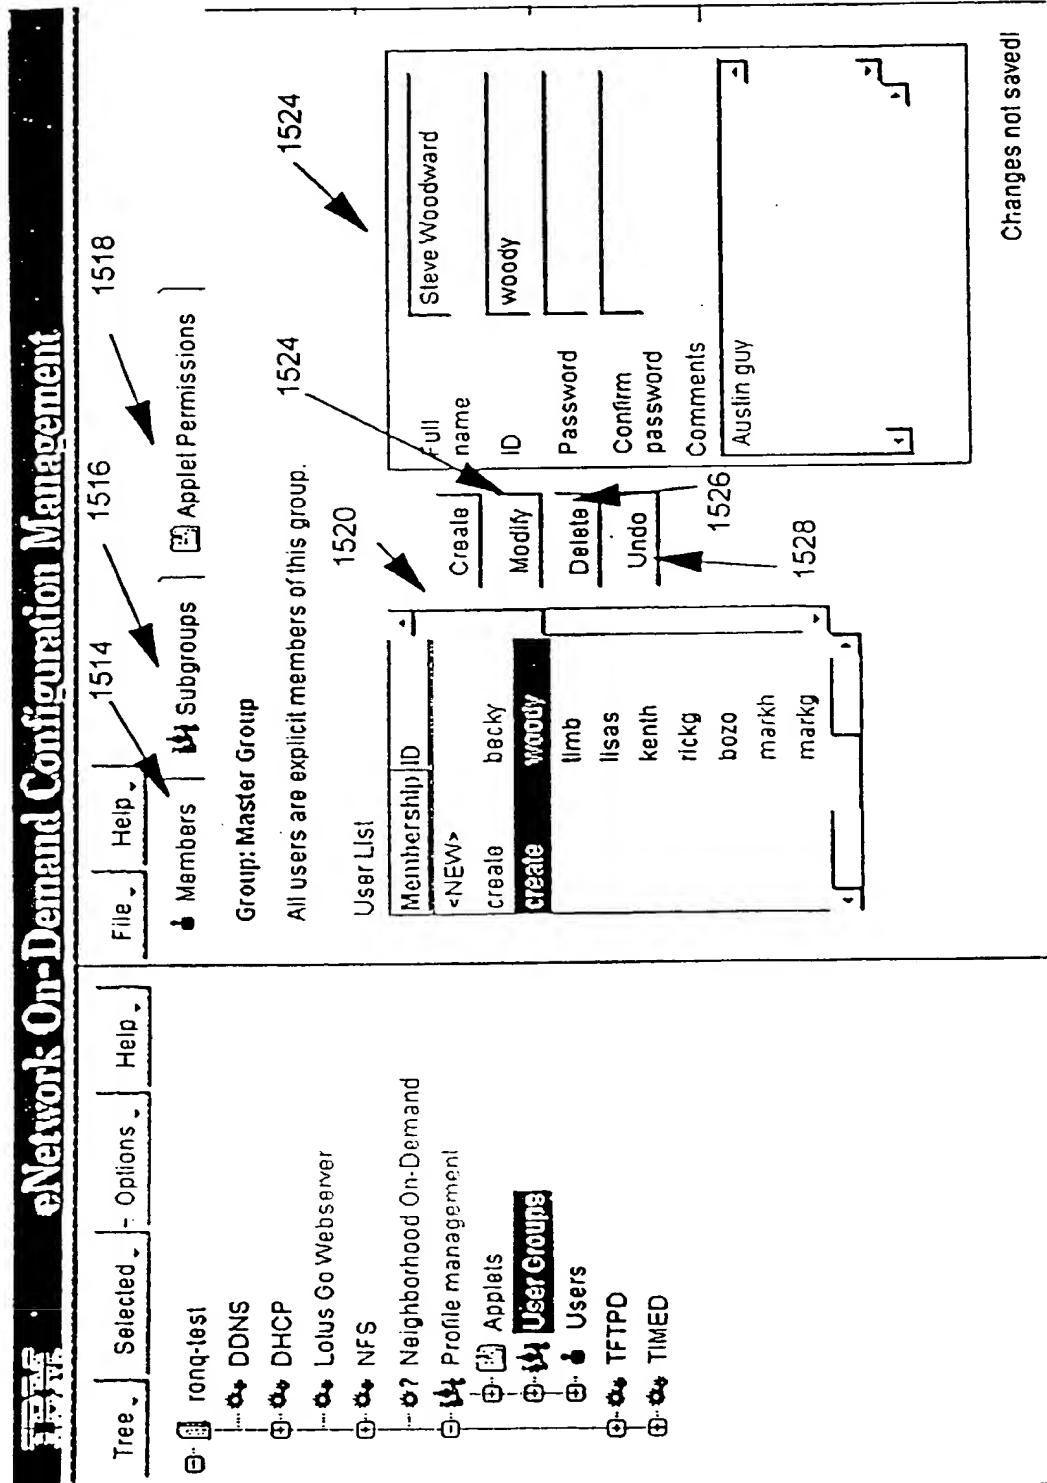 IBM eNetwork On-Demand Configuration Management
Tree Selected Options Help
ronq-test
DDNS
DHCP
Lotus Go Webserver
NFS
? Neighborhood On-Demand
Profile management
Applets
User Groups
Users
TFTPD
TIMED
File Help
1514
1516
1518
Members Subgroups Applet Permissions
Group: Master Group
All users are explicit members of this group.
1520
1524
1524
User List
Membership ID
<NEW>
create becky
create woody
timb
lisas
kenth
rickg
bozo
markh
markg
Create
Modify
Delete
Undo
1526
1528
Full name Steve Woodward
ID woody
Password
Confirm password
Comments
Austin guy
Changes not saved!